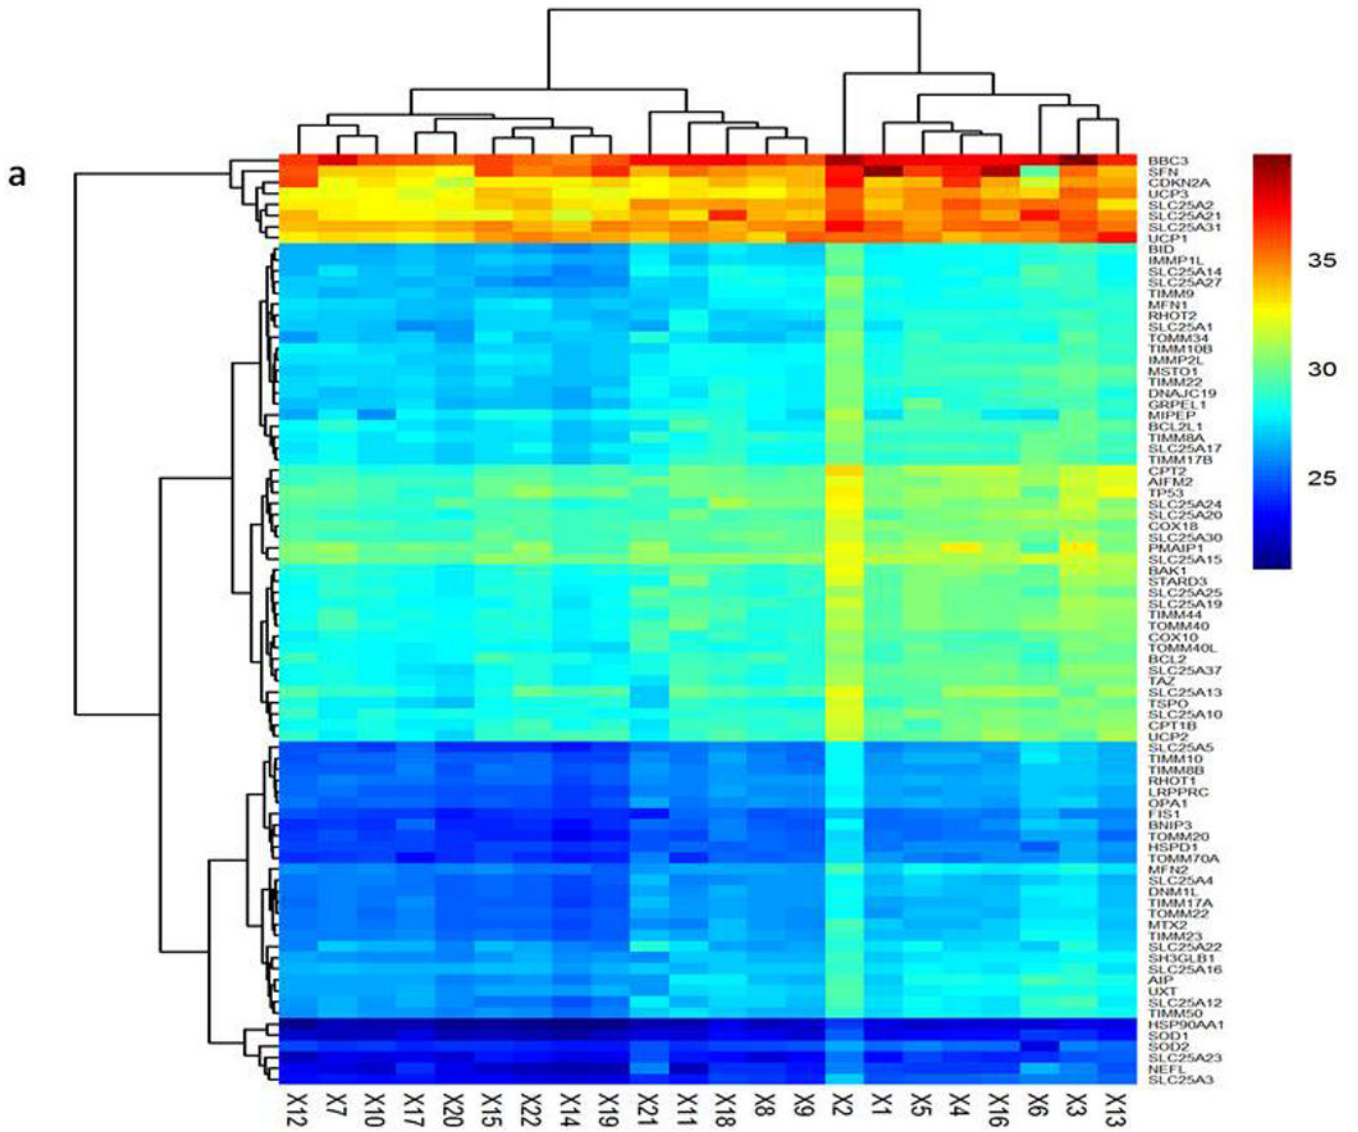 a
BBC3
SFN
CDKN2A
UCP3
SLC25A2
SLC25A21
SLC25A31
UCP1
BID
IMMP1L
SLC25A14
SLC25A27
TIMM9
MFN1
RHOT2
SLC25A1
TOMM34
TIMM10B
IMMP2L
MSTO1
TIMM22
DNAJC19
GRPEL1
MIPEP
BCL2L1
TIMM8A
SLC25A17
TIMM17B
CPT2
AIFM2
TP53
SLC25A24
SLC25A20
COX18
SLC25A30
PMAIP1
SLC25A15
BAK1
STARD3
SLC25A25
SLC25A19
TIMM44
TOMM40
COX10
TOMM40L
BCL2
SLC25A37
TAZ
SLC25A13
TSPO
SLC25A10
CPT1B
UCP2
SLC25A5
TIMM10
TIMM8B
RHOT1
LRPPRC
OPA1
FIS1
BNIP3
TOMM20
HSPD1
TOMM70A
MFN2
SLC25A4
DNM1L
TIMM17A
TOMM22
MTX2
TIMM23
SLC25A22
SH3GLB1
SLC25A16
AIP
UXT
SLC25A12
TIMM50
HSP90AA1
SOD1
SOD2
SLC25A23
NEFL
SLC25A3
35
30
25
X12 X7 X10 X17 X20 X15 X22 X14 X19 X21 X11 X18 X8 X9 X2 X1 X5 X4 X16 X6 X3 X13